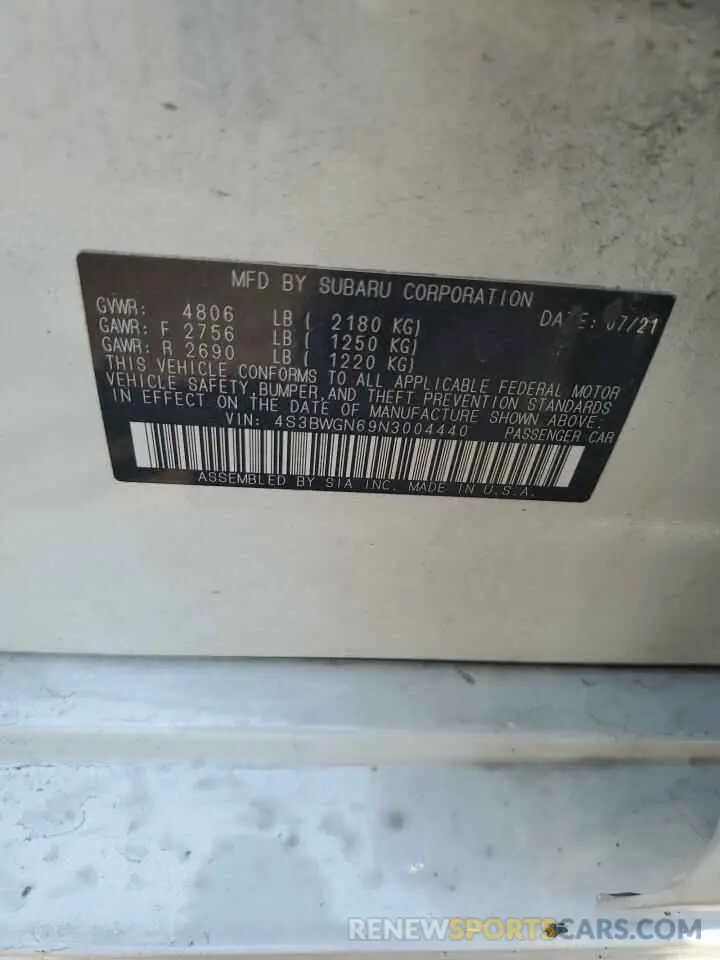 MFD BY SUBARU CORPORATION
GVWR: 4806 LB ( 2180 KG) DATE: 07/21
GAWR: F 2756 LB ( 1250 KG)
GAWR: R 2690 LB ( 1220 KG)
THIS VEHICLE CONFORMS TO ALL APPLICABLE FEDERAL MOTOR
VEHICLE SAFETY, BUMPER, AND THEFT PREVENTION STANDARDS
IN EFFECT ON THE DATE OF MANUFACTURE SHOWN ABOVE.
VIN: 4S3BWGN69N3004440 PASSENGER CAR
ASSEMBLED BY SIA INC. MADE IN U.S.A.
RENEWSPORTSCARS.COM